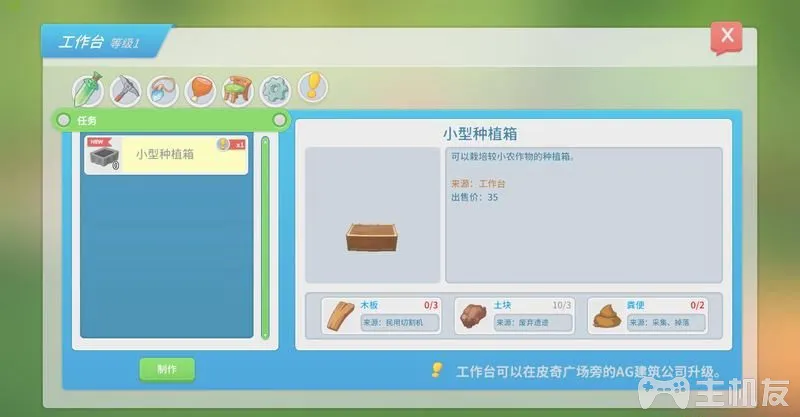 工作台 等级1
X
任务
NEW
小型种植箱
x1
0
小型种植箱
可以栽培较小农作物的种植箱。
来源：工作台
出售价：35
木板 0/3
来源：民用切割机
土块 10/3
来源：废弃遗迹
粪便 0/2
来源：采集、掉落
制作
工作台可以在皮奇广场旁的AG建筑公司升级。
主机友